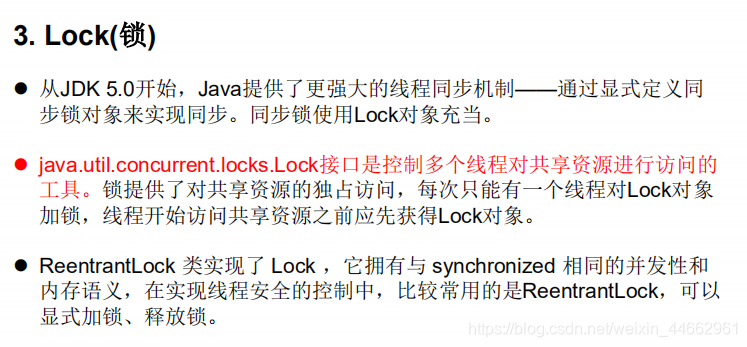 3. Lock(锁)
● 从JDK 5.0开始，Java提供了更强大的线程同步机制——通过显式定义同
步锁对象来实现同步。同步锁使用Lock对象充当。
● java.util.concurrent.locks.Lock接口是控制多个线程对共享资源进行访问的
工具。锁提供了对共享资源的独占访问，每次只能有一个线程对Lock对象
加锁，线程开始访问共享资源之前应先获得Lock对象。
● ReentrantLock 类实现了 Lock ，它拥有与 synchronized 相同的并发性和
内存语义，在实现线程安全的控制中，比较常用的是ReentrantLock，可以
显式加锁、释放锁。
https://blog.csdn.net/weixin_44662961